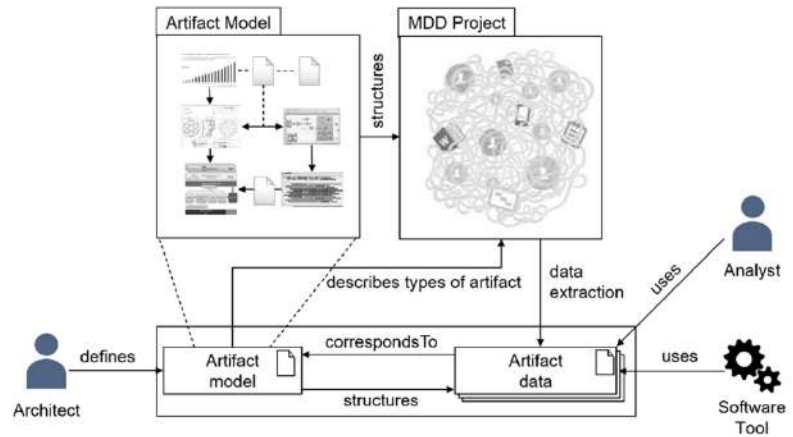 Artifact Model
MDD Project
structures
describes types of artifact
data
extraction
uses
Analyst
defines
Architect
Artifact
model
correspondsTo
structures
Artifact
data
uses
Software
Tool